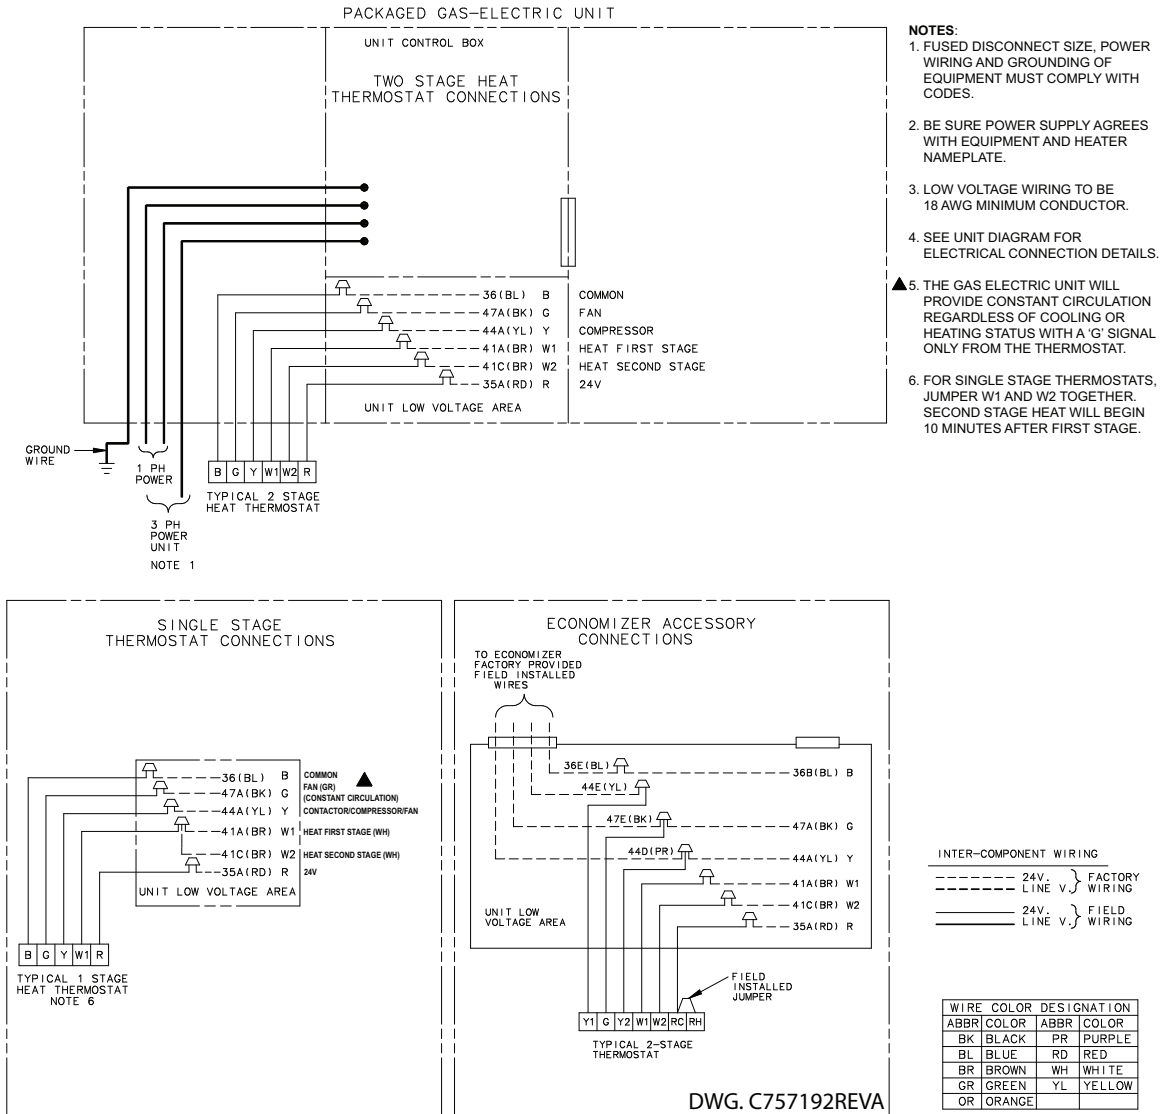 PACKAGED GAS-ELECTRIC UNIT
UNIT CONTROL BOX
TWO STAGE HEAT
THERMOSTAT CONNECTIONS
36(BL) B COMMON
47A(BK) G FAN
44A(YL) Y COMPRESSOR
41A(BR) W1 HEAT FIRST STAGE
41C(BR) W2 HEAT SECOND STAGE
35A(RD) R 24V
UNIT LOW VOLTAGE AREA
GROUND
WIRE
1 PH
POWER
3 PH
POWER
UNIT
NOTE 1
B G Y W1 W2 R
TYPICAL 2 STAGE
HEAT THERMOSTAT
NOTES:
1. FUSED DISCONNECT SIZE, POWER
WIRING AND GROUNDING OF
EQUIPMENT MUST COMPLY WITH
CODES.
2. BE SURE POWER SUPPLY AGREES
WITH EQUIPMENT AND HEATER
NAMEPLATE.
3. LOW VOLTAGE WIRING TO BE
18 AWG MINIMUM CONDUCTOR.
4. SEE UNIT DIAGRAM FOR
ELECTRICAL CONNECTION DETAILS.
5. THE GAS ELECTRIC UNIT WILL
PROVIDE CONSTANT CIRCULATION
REGARDLESS OF COOLING OR
HEATING STATUS WITH A ‘G’ SIGNAL
ONLY FROM THE THERMOSTAT.
6. FOR SINGLE STAGE THERMOSTATS,
JUMPER W1 AND W2 TOGETHER.
SECOND STAGE HEAT WILL BEGIN
10 MINUTES AFTER FIRST STAGE.
SINGLE STAGE
THERMOSTAT CONNECTIONS
36(BL) B COMMON
47A(BK) G FAN (GR)
(CONSTANT CIRCULATION)
44A(YL) Y CONTACTOR/COMPRESSOR/FAN
41A(BR) W1 HEAT FIRST STAGE (WH)
41C(BR) W2 HEAT SECOND STAGE (WH)
35A(RD) R 24V
UNIT LOW VOLTAGE AREA
B G Y W1 R
TYPICAL 1 STAGE
HEAT THERMOSTAT
NOTE 6
ECONOMIZER ACCESSORY
CONNECTIONS
TO ECONOMIZER
FACTORY PROVIDED
FIELD INSTALLED
WIRES
36E(BL) 36B(BL) B
44E(YL)
47E(BK) 47A(BK) G
44D(PR) 44A(YL) Y
41A(BR) W1
41C(BR) W2
35A(RD) R
UNIT LOW
VOLTAGE AREA
FIELD
INSTALLED
JUMPER
Y1 G Y2 W1 W2 RC RH
TYPICAL 2-STAGE
THERMOSTAT
DWG. C757192REVA
INTER-COMPONENT WIRING
24V. FACTORY
LINE V. WIRING
24V. FIELD
LINE V. WIRING
WIRE COLOR DESIGNATION
ABBR COLOR ABBR COLOR
BK BLACK PR PURPLE
BL BLUE RD RED
BR BROWN WH WHITE
GR GREEN YL YELLOW
OR ORANGE